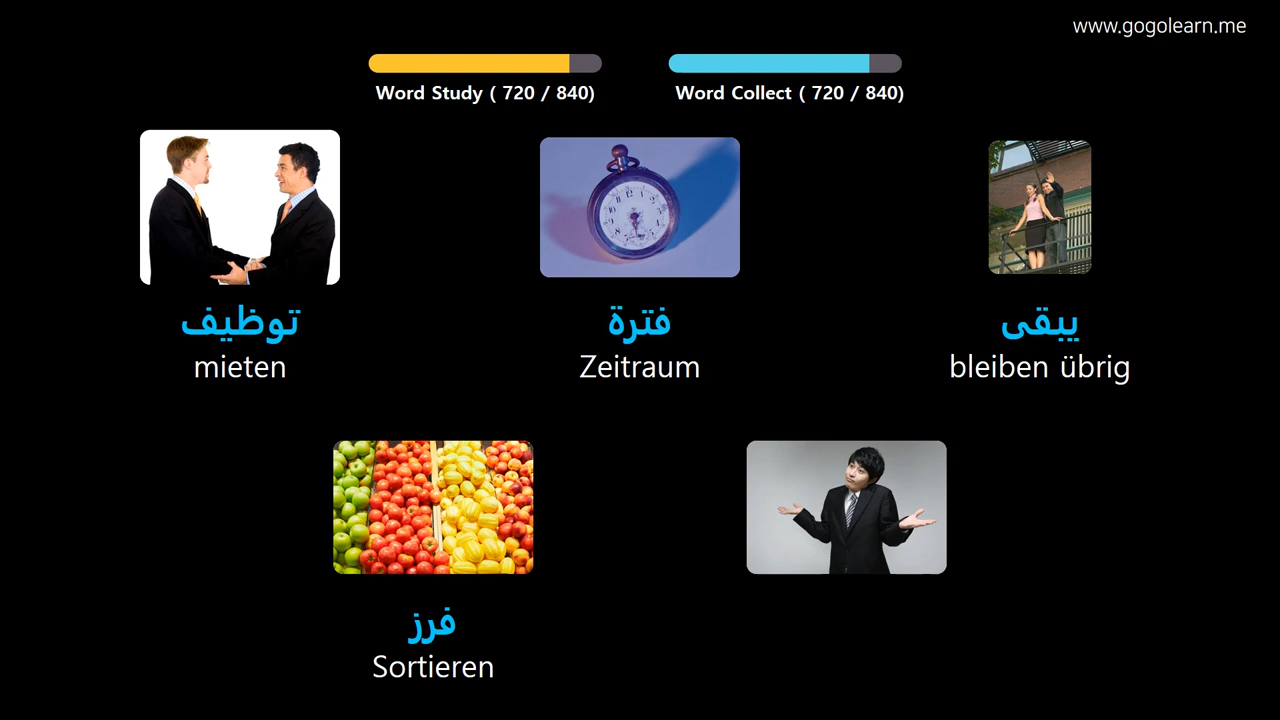 www.gogolearn.me
Word Study ( 720 / 840)
Word Collect ( 720 / 840)
توظيف
mieten
فترة
Zeitraum
يبقى
bleiben übrig
فرز
Sortieren